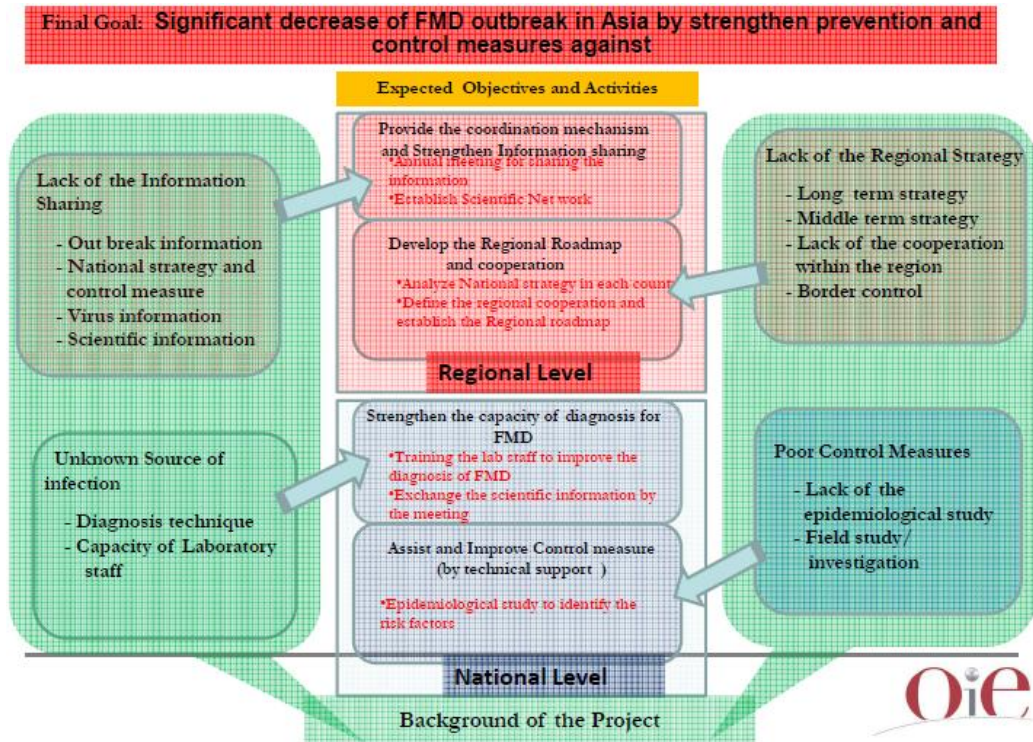 Final Goal: Significant decrease of FMD outbreak in Asia by strengthen prevention and
control measures against
Expected Objectives and Activities
Lack of the Information
Sharing
- Out break information
- National strategy and
control measure
- Virus information
- Scientific information
Provide the coordination mechanism
and Strengthen Information sharing
*Annual meeting for sharing the
information
*Establish Scientific Net work
Develop the Regional Roadmap
and cooperation
*Analyze National strategy in each count
*Define the regional cooperation and
establish the Regional roadmap
Regional Level
Lack of the Regional Strategy
- Long term strategy
- Middle term strategy
- Lack of the cooperation
within the region
- Border control
Unknown Source of
infection
- Diagnosis technique
- Capacity of Laboratory
staff
Strengthen the capacity of diagnosis for
FMD
*Training the lab staff to improve the
diagnosis of FMD
*Exchange the scientific information by
the meeting
Assist and Improve Control measure
(by technical support )
*Epidemiological study to identify the
risk factors
National Level
Poor Control Measures
- Lack of the
epidemiological study
- Field study/
investigation
Background of the Project
Oie